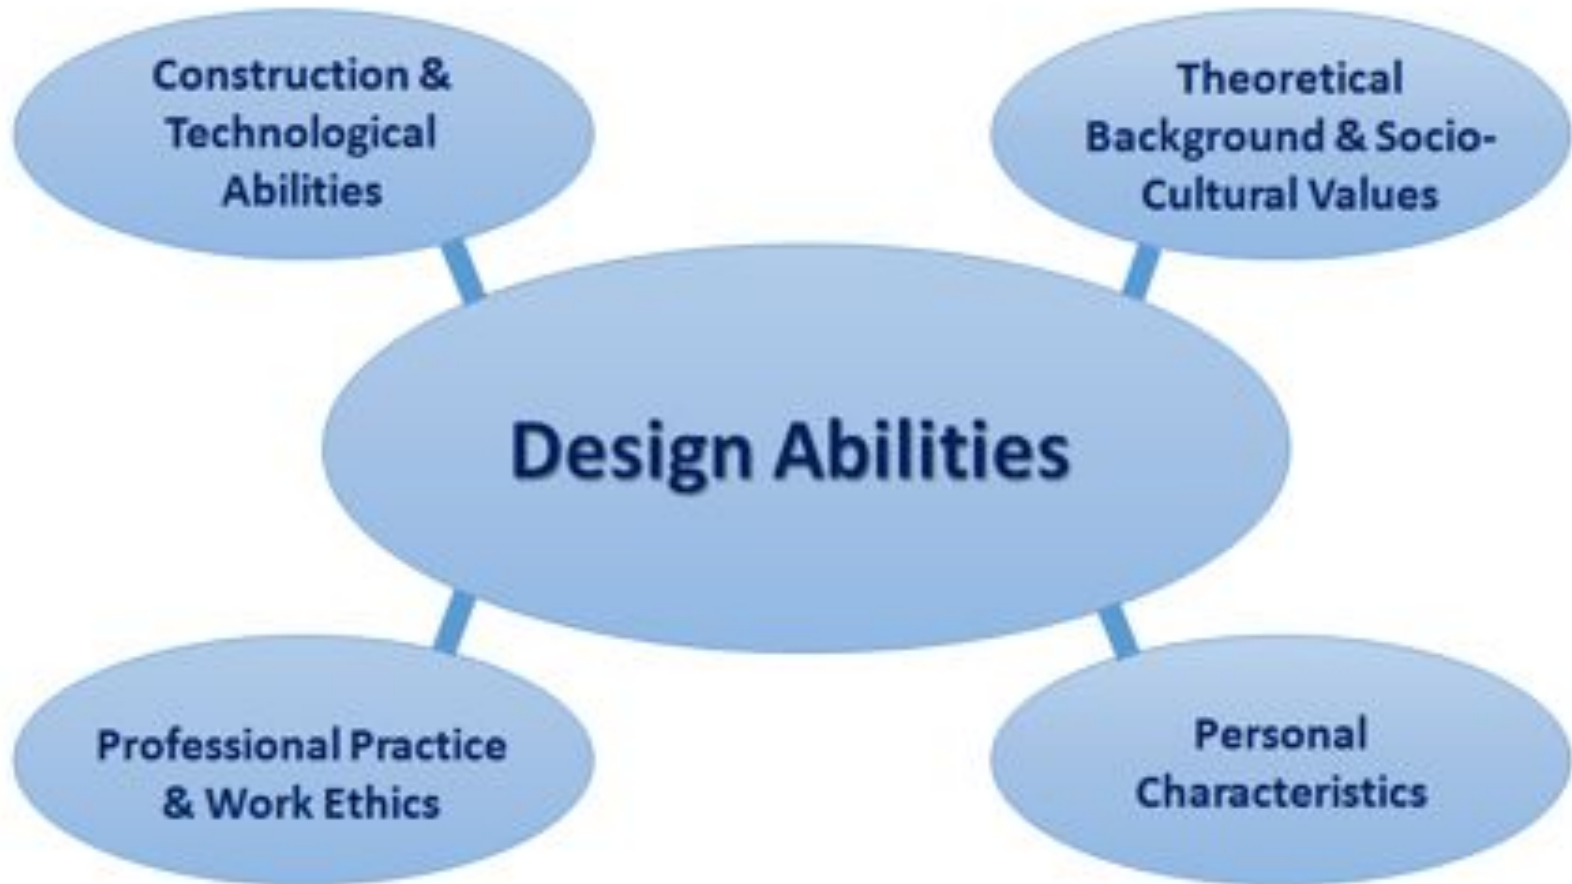 Construction &
Technological
Abilities
Theoretical
Background & Socio-
Cultural Values
Design Abilities
Professional Practice
& Work Ethics
Personal
Characteristics